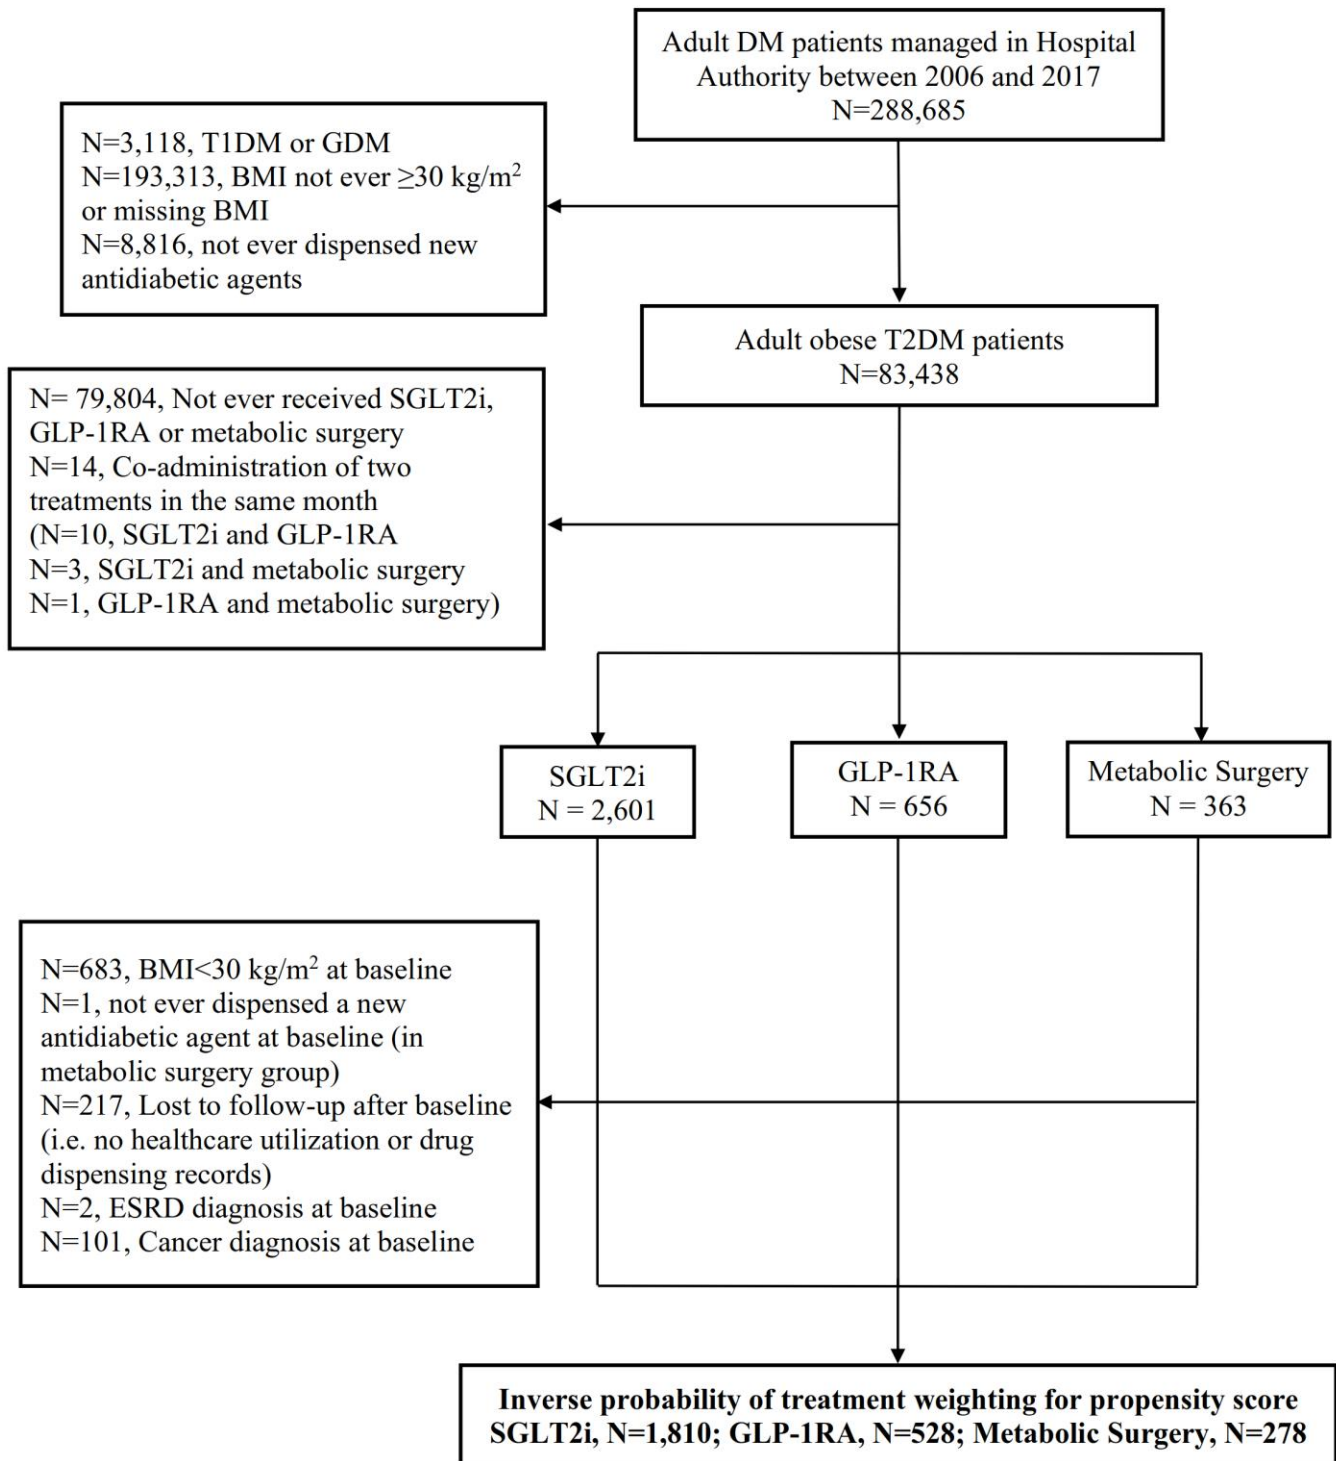 Adult DM patients managed in Hospital
Authority between 2006 and 2017
N=288,685
N=3,118, T1DM or GDM
N=193,313, BMI not ever ≥30 kg/m²
or missing BMI
N=8,816, not ever dispensed new
antidiabetic agents
Adult obese T2DM patients
N=83,438
N= 79,804, Not ever received SGLT2i,
GLP-1RA or metabolic surgery
N=14, Co-administration of two
treatments in the same month
(N=10, SGLT2i and GLP-1RA
N=3, SGLT2i and metabolic surgery
N=1, GLP-1RA and metabolic surgery)
SGLT2i
N = 2,601
GLP-1RA
N = 656
Metabolic Surgery
N = 363
N=683, BMI<30 kg/m² at baseline
N=1, not ever dispensed a new
antidiabetic agent at baseline (in
metabolic surgery group)
N=217, Lost to follow-up after baseline
(i.e. no healthcare utilization or drug
dispensing records)
N=2, ESRD diagnosis at baseline
N=101, Cancer diagnosis at baseline
Inverse probability of treatment weighting for propensity score
SGLT2i, N=1,810; GLP-1RA, N=528; Metabolic Surgery, N=278